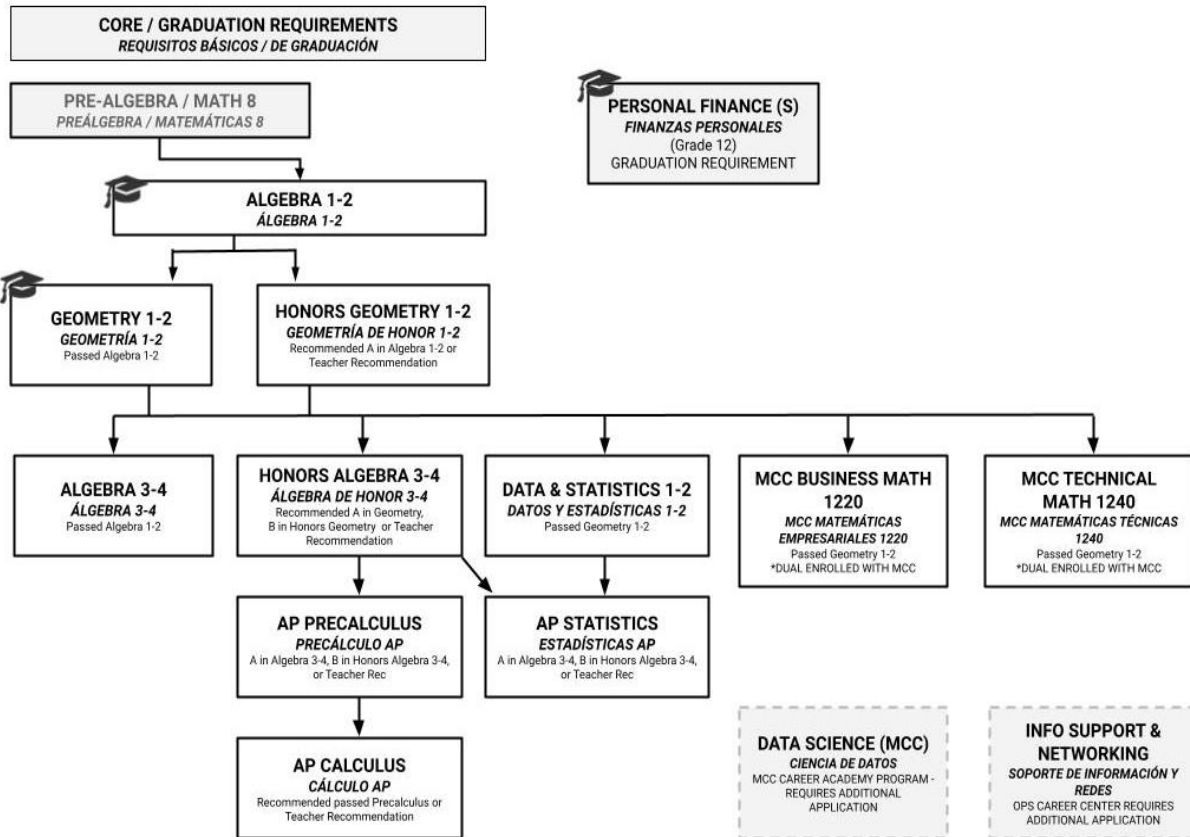 CORE / GRADUATION REQUIREMENTS
REQUISITOS BÁSICOS / DE GRADUACIÓN
PRE-ALGEBRA / MATH 8
PREÁLGEBRA / MATEMÁTICAS 8
PERSONAL FINANCE (S)
FINANZAS PERSONALES
(Grade 12)
GRADUATION REQUIREMENT
ALGEBRA 1-2
ÁLGEBRA 1-2
GEOMETRY 1-2
GEOMETRÍA 1-2
Passed Algebra 1-2
HONORS GEOMETRY 1-2
GEOMETRÍA DE HONOR 1-2
Recommended A in Algebra 1-2 or
Teacher Recommendation
ALGEBRA 3-4
ÁLGEBRA 3-4
Passed Algebra 1-2
HONORS ALGEBRA 3-4
ÁLGEBRA DE HONOR 3-4
Recommended A in Geometry,
B in Honors Geometry or Teacher
Recommendation
DATA & STATISTICS 1-2
DATOS Y ESTADÍSTICAS 1-2
Passed Geometry 1-2
MCC BUSINESS MATH
1220
MCC MATEMÁTICAS
EMPRESARIALES 1220
Passed Geometry 1-2
*DUAL ENROLLED WITH MCC
MCC TECHNICAL
MATH 1240
MCC MATEMÁTICAS TÉCNICAS
1240
Passed Geometry 1-2
*DUAL ENROLLED WITH MCC
AP PRECALCULUS
PRECÁLCULO AP
A in Algebra 3-4, B in Honors Algebra 3-4,
or Teacher Rec
AP STATISTICS
ESTADÍSTICAS AP
A in Algebra 3-4, B in Honors Algebra 3-4,
or Teacher Rec
AP CALCULUS
CÁLCULO AP
Recommended passed Precalculus or
Teacher Recommendation
DATA SCIENCE (MCC)
CIENCIA DE DATOS
MCC CAREER ACADEMY PROGRAM -
REQUIRES ADDITIONAL
APPLICATION
INFO SUPPORT &
NETWORKING
SOPORTE DE INFORMACIÓN Y
REDES
OPS CAREER CENTER REQUIRES
ADDITIONAL APPLICATION